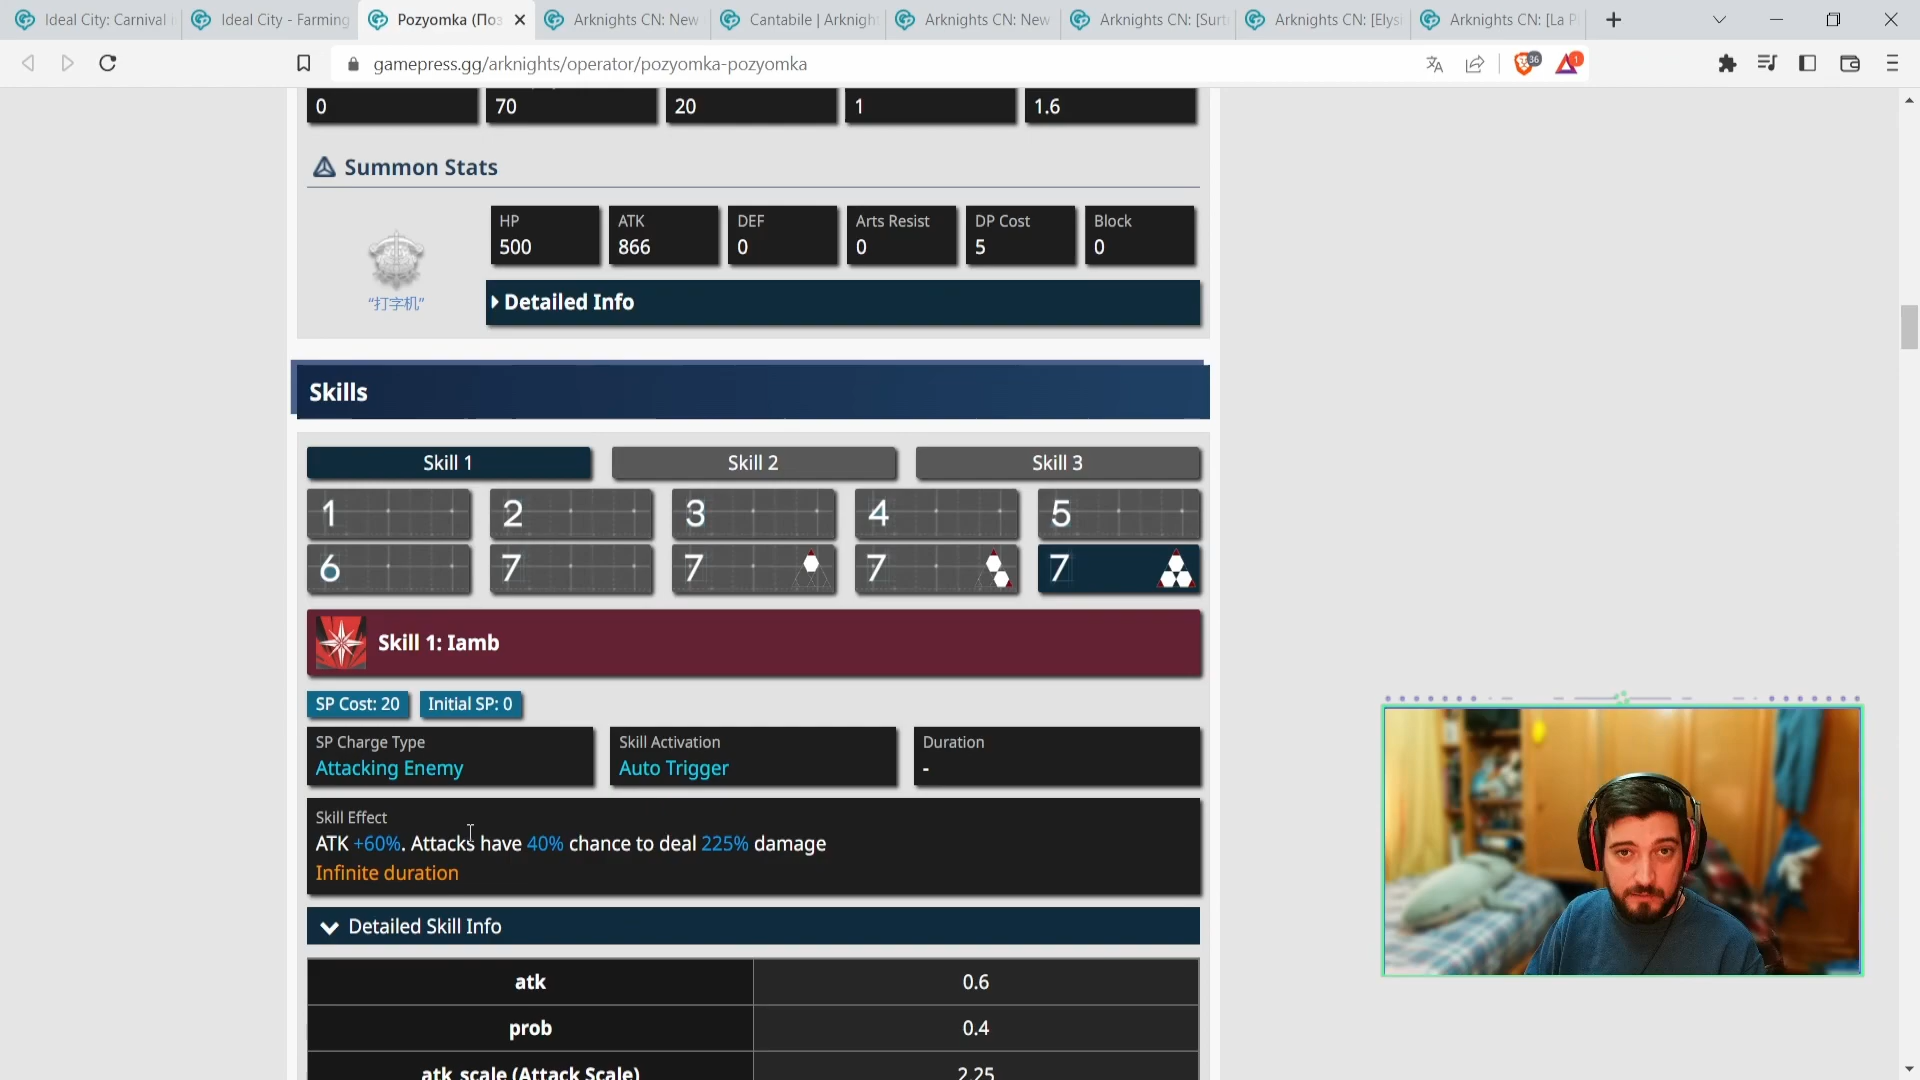 Ideal City: Carnival
Ideal City - Farming
Pozyomka (Поз
Arknights CN: New
Cantabile | Arknight
Arknights CN: New
Arknights CN: [Surt
Arknights CN: [Elysi
Arknights CN: [La P
gamepress.gg/arknights/operator/pozyomka-pozyomka
36
1
0 70 20 1 1.6
Summon Stats
HP ATK DEF Arts Resist DP Cost Block
500 866 0 0 5 0
“打字机”
Detailed Info
Skills
Skill 1 Skill 2 Skill 3
1 2 3 4 5
6 7 7 7 7
Skill 1: Iamb
SP Cost: 20 Initial SP: 0
SP Charge Type Skill Activation Duration
Attacking Enemy Auto Trigger -
Skill Effect
ATK +60%. Attacks have 40% chance to deal 225% damage
Infinite duration
Detailed Skill Info
atk 0.6
prob 0.4
atk_scale (Attack Scale) 2.25